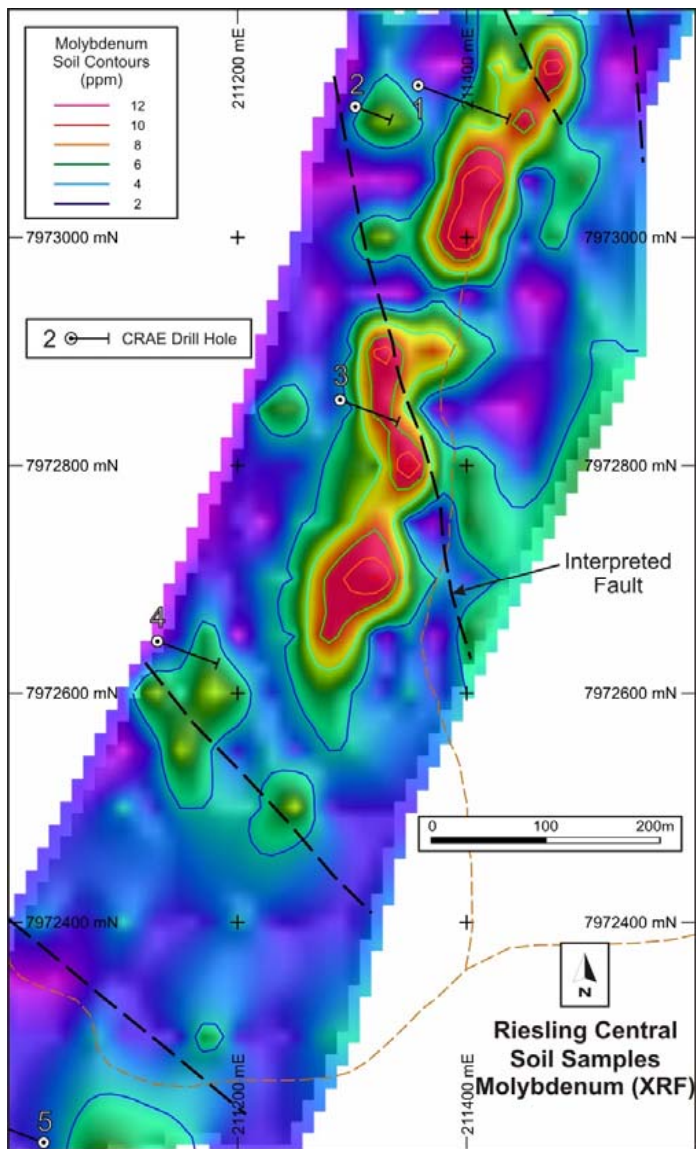 Molybdenum
Soil Contours
(ppm)
12
10
8
6
4
2
211200 mE
211400 mE
2
1
7973000 mN
7973000 mN
2 CRAE Drill Hole
3
7972800 mN
7972800 mN
Interpreted
Fault
4
7972600 mN
7972600 mN
0 100 200m
7972400 mN
7972400 mN
N
Riesling Central
Soil Samples
Molybdenum (XRF)
211200 mE
211400 mE
5